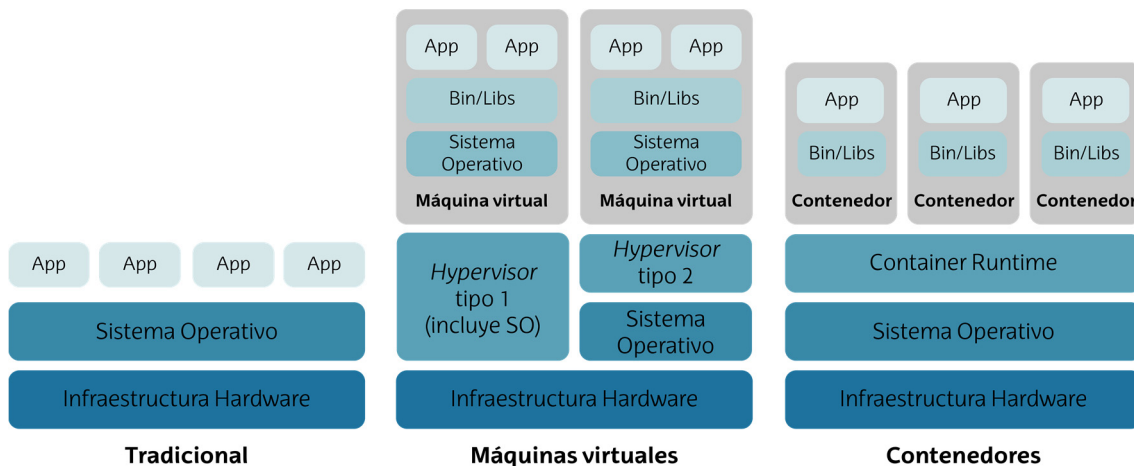 App
App
App
App
Sistema Operativo
Infraestructura Hardware
Tradicional
App
App
Bin/Libs
Sistema
Operativo
Máquina virtual
App
App
Bin/Libs
Sistema
Operativo
Máquina virtual
Hypervisor
tipo 1
(incluye SO)
Hypervisor
tipo 2
Sistema
Operativo
Infraestructura Hardware
Máquinas virtuales
App
Bin/Libs
Contenedor
App
Bin/Libs
Contenedor
App
Bin/Libs
Contenedor
Container Runtime
Sistema Operativo
Infraestructura Hardware
Contenedores